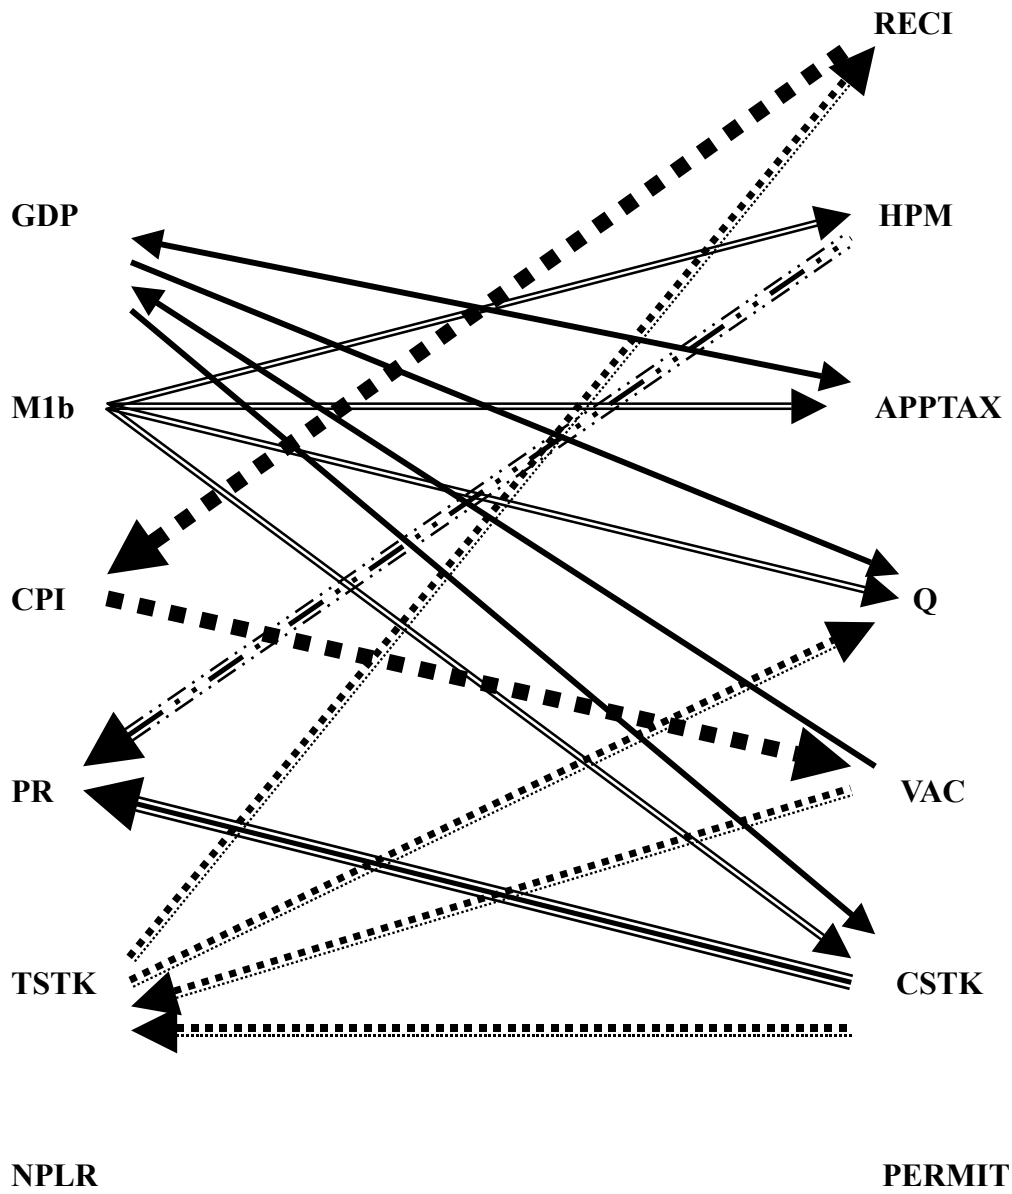 RECI
GDP
HPM
M1b
APPTAX
CPI
Q
PR
VAC
TSTK
CSTK
NPLR
PERMIT